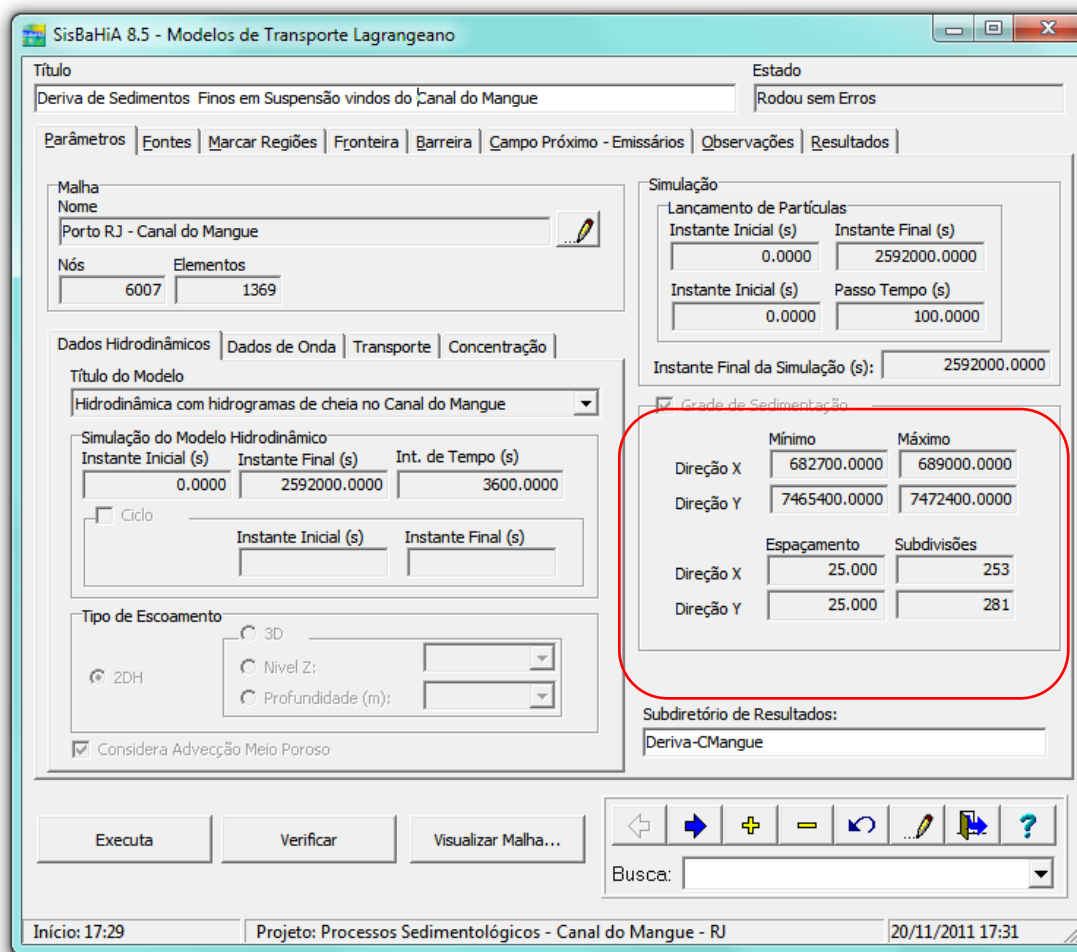 SisBaHiA 8.5 - Modelos de Transporte Lagrangeano
Título
Estado
Deriva de Sedimentos Finos em Suspensão vindos do Canal do Mangue
Rodou sem Erros
Parâmetros Fontes Marcar Regiões Fronteira Barreira Campo Próximo - Emissários Observações Resultados
Malha
Nome
Porto RJ - Canal do Mangue
...
Nós Elementos
6007 1369
Dados Hidrodinâmicos Dados de Onda Transporte Concentração
Título do Modelo
Hidrodinâmica com hidrogramas de cheia no Canal do Mangue
Simulação do Modelo Hidrodinâmico
Instante Inicial (s) Instante Final (s) Int. de Tempo (s)
0.0000 2592000.0000 3600.0000
Ciclo
Instante Inicial (s) Instante Final (s)
Tipo de Escoamento
3D
2DH
Nivel Z:
Profundidade (m):
Considera Advecção Meio Poroso
Simulação
Lançamento de Partículas
Instante Inicial (s) Instante Final (s)
0.0000 2592000.0000
Instante Inicial (s) Passo Tempo (s)
0.0000 100.0000
Instante Final da Simulação (s): 2592000.0000
Grade de Sedimentação
Mínimo Máximo
Direção X 682700.0000 689000.0000
Direção Y 7465400.0000 7472400.0000
Espaçamento Subdivisões
Direção X 25.000 253
Direção Y 25.000 281
Subdiretório de Resultados:
Deriva-CMangue
Executa Verificar Visualizar Malha...
... ?
Busca:
Início: 17:29 Projeto: Processos Sedimentológicos - Canal do Mangue - RJ 20/11/2011 17:31